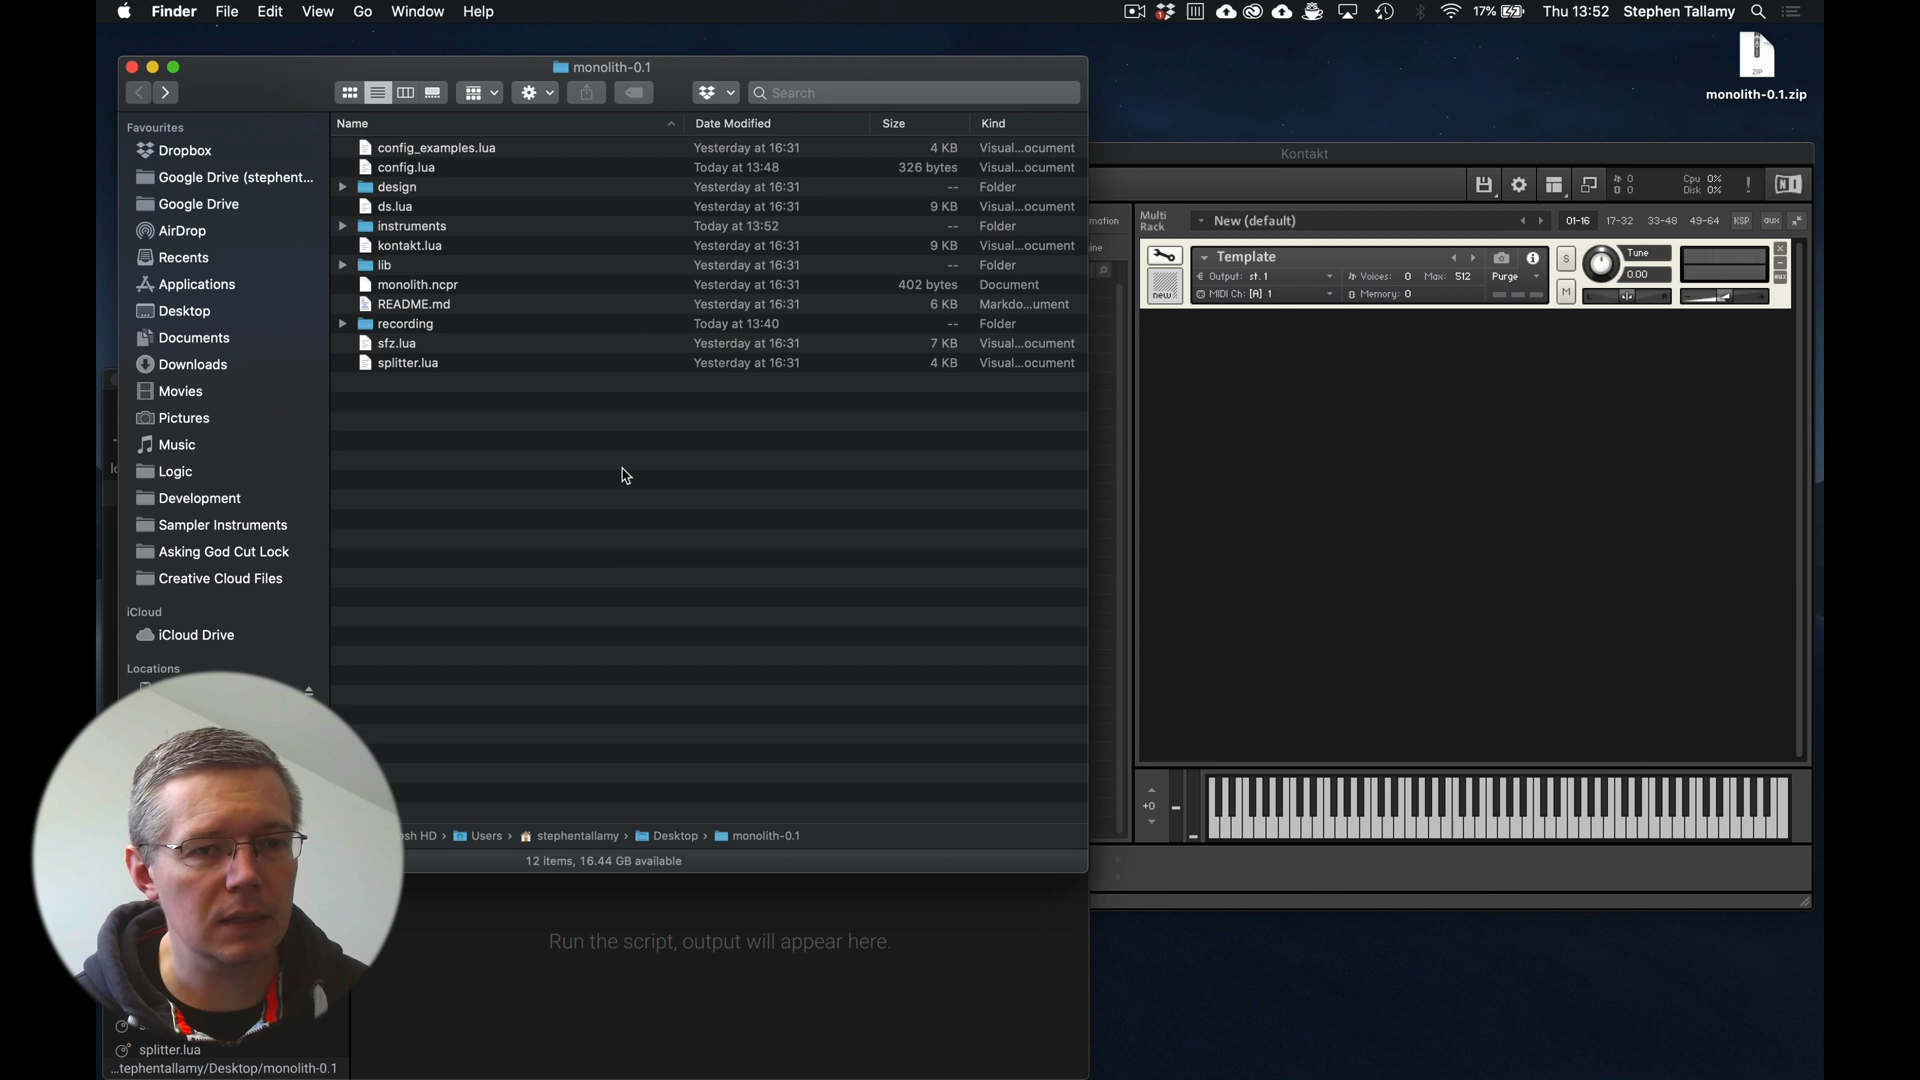 Finder File Edit View Go Window Help
17% Thu 13:52 Stephen Tallamy
ZIP
monolith-0.1.zip
monolith-0.1
Search
Favourites
Dropbox
Google Drive (stephent...
Google Drive
AirDrop
Recents
Applications
Desktop
Documents
Downloads
Movies
Pictures
Music
Logic
Development
Sampler Instruments
Asking God Cut Lock
Creative Cloud Files
iCloud
iCloud Drive
Locations
Name Date Modified Size Kind
config_examples.lua Yesterday at 16:31 4 KB Visual...ocument
config.lua Today at 13:48 326 bytes Visual...ocument
design Yesterday at 16:31 -- Folder
ds.lua Yesterday at 16:31 9 KB Visual...ocument
instruments Today at 13:52 -- Folder
kontakt.lua Yesterday at 16:31 9 KB Visual...ocument
lib Yesterday at 16:31 -- Folder
monolith.ncpr Yesterday at 16:31 402 bytes Document
README.md Yesterday at 16:31 6 KB Markdo...ument
recording Today at 13:40 -- Folder
sfz.lua Yesterday at 16:31 7 KB Visual...ocument
splitter.lua Yesterday at 16:31 4 KB Visual...ocument
osh HD › Users › stephentallamy › Desktop › monolith-0.1
12 items, 16.44 GB available
Kontakt
0
0
Cpu 0%
Disk 0%
!
NI
mation
ine
Multi
Rack
New (default)
01-16 17-32 33-48 49-64 KSP aux
Template
Output: st.1 Voices: 0 Max: 512 Purge
new MIDI Ch: [A] 1 Memory: 0
S
M
Tune
0.00
L R
aux
+0
Run the script, output will appear here.
splitter.lua
...tephentallamy/Desktop/monolith-0.1